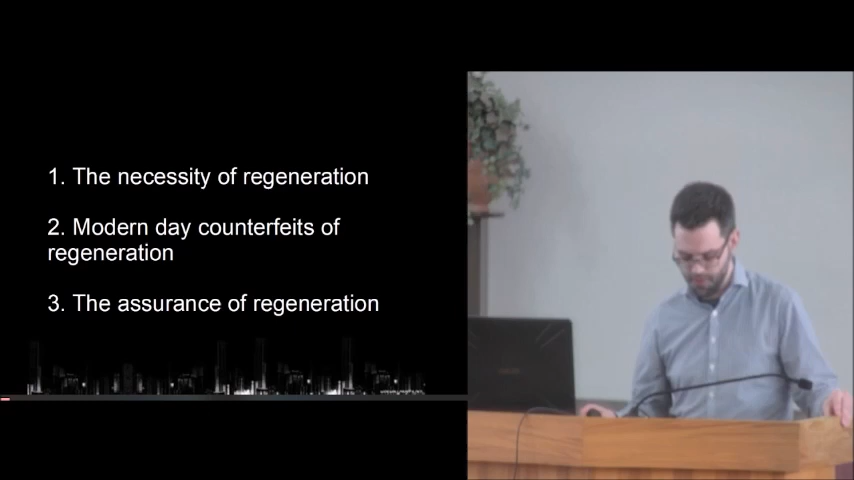 1. The necessity of regeneration
2. Modern day counterfeits of
regeneration
3. The assurance of regeneration